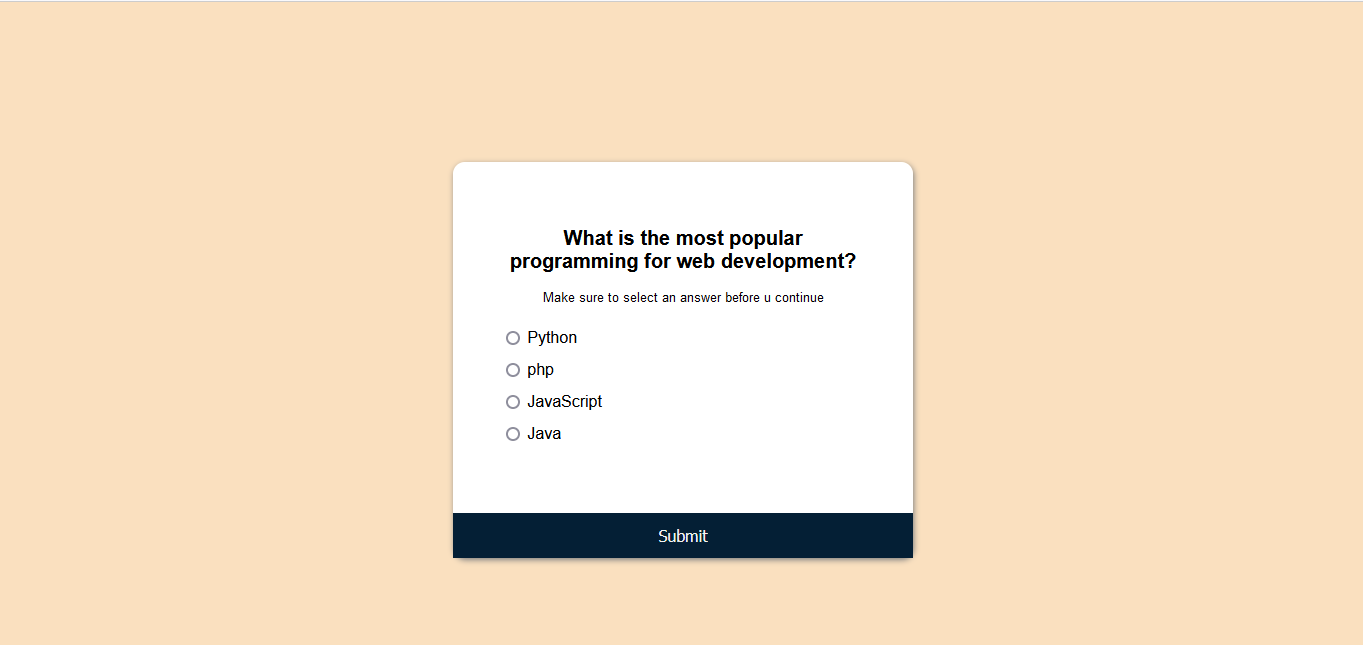 What is the most popular
programming for web development?
Make sure to select an answer before u continue
Python
php
JavaScript
Java
Submit